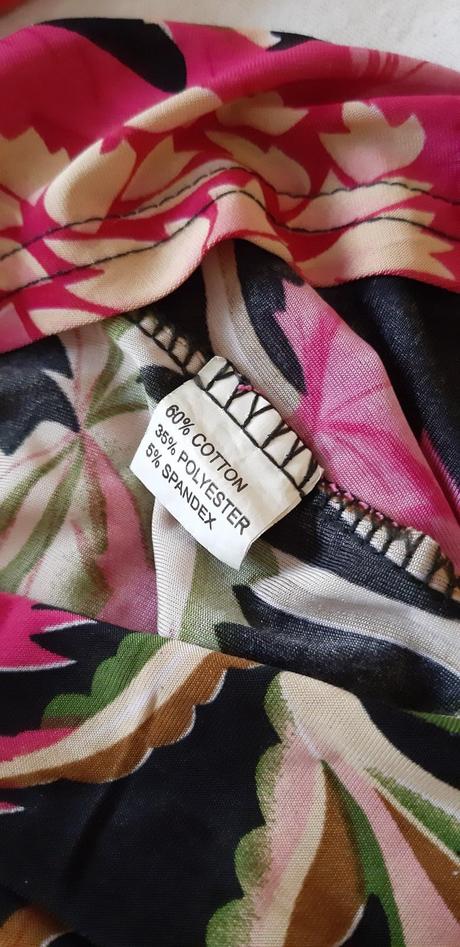 60% COTTON
35% POLYESTER
5% SPANDEX